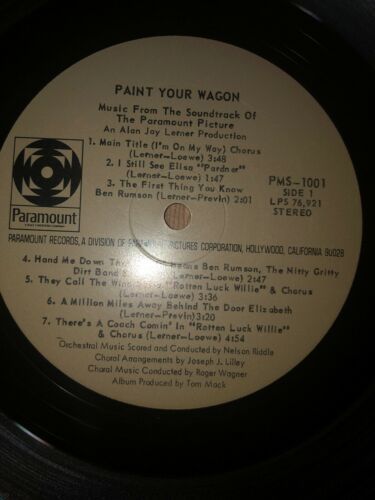 PAINT YOUR WAGON
Music From The Soundtrack Of
The Paramount Picture
An Alan Jay Lerner Production
1. Main Title (I'm On My Way) Chorus
(Lerner-Loewe) 3:48
2. I Still See Elisa "Pardner"
(Lerner-Loewe) 1:47
3. The First Thing You Know
Ben Rumson (Lerner-Previn) 2:01
Paramount
PMS-1001
SIDE 1
LPS 76,921
STEREO
PARAMOUNT RECORDS, A DIVISION OF PARAMOUNT PICTURES CORPORATION, HOLLYWOOD, CALIFORNIA 90028
4. Hand Me Down Th Beans Ben Rumson, The Nitty Gritty
Dirt Band & (Lerner-Loewe) 2:47
5. They Call The Wind "Rotten Luck Willie" & Chorus
(Lerner-Loewe) 3:36
6. A Million Miles Away Behind The Door Elizabeth
(Lerner-Previn) 3:20
7. There's A Coach Comin' In "Rotten Luck Willie"
& Chorus (Lerner-Loewe) 4:54
Orchestral Music Scored and Conducted by Nelson Riddle
Choral Arrangements by Joseph J. Lilley
Choral Music Conducted by Roger Wagner
Album Produced by Tom Mack